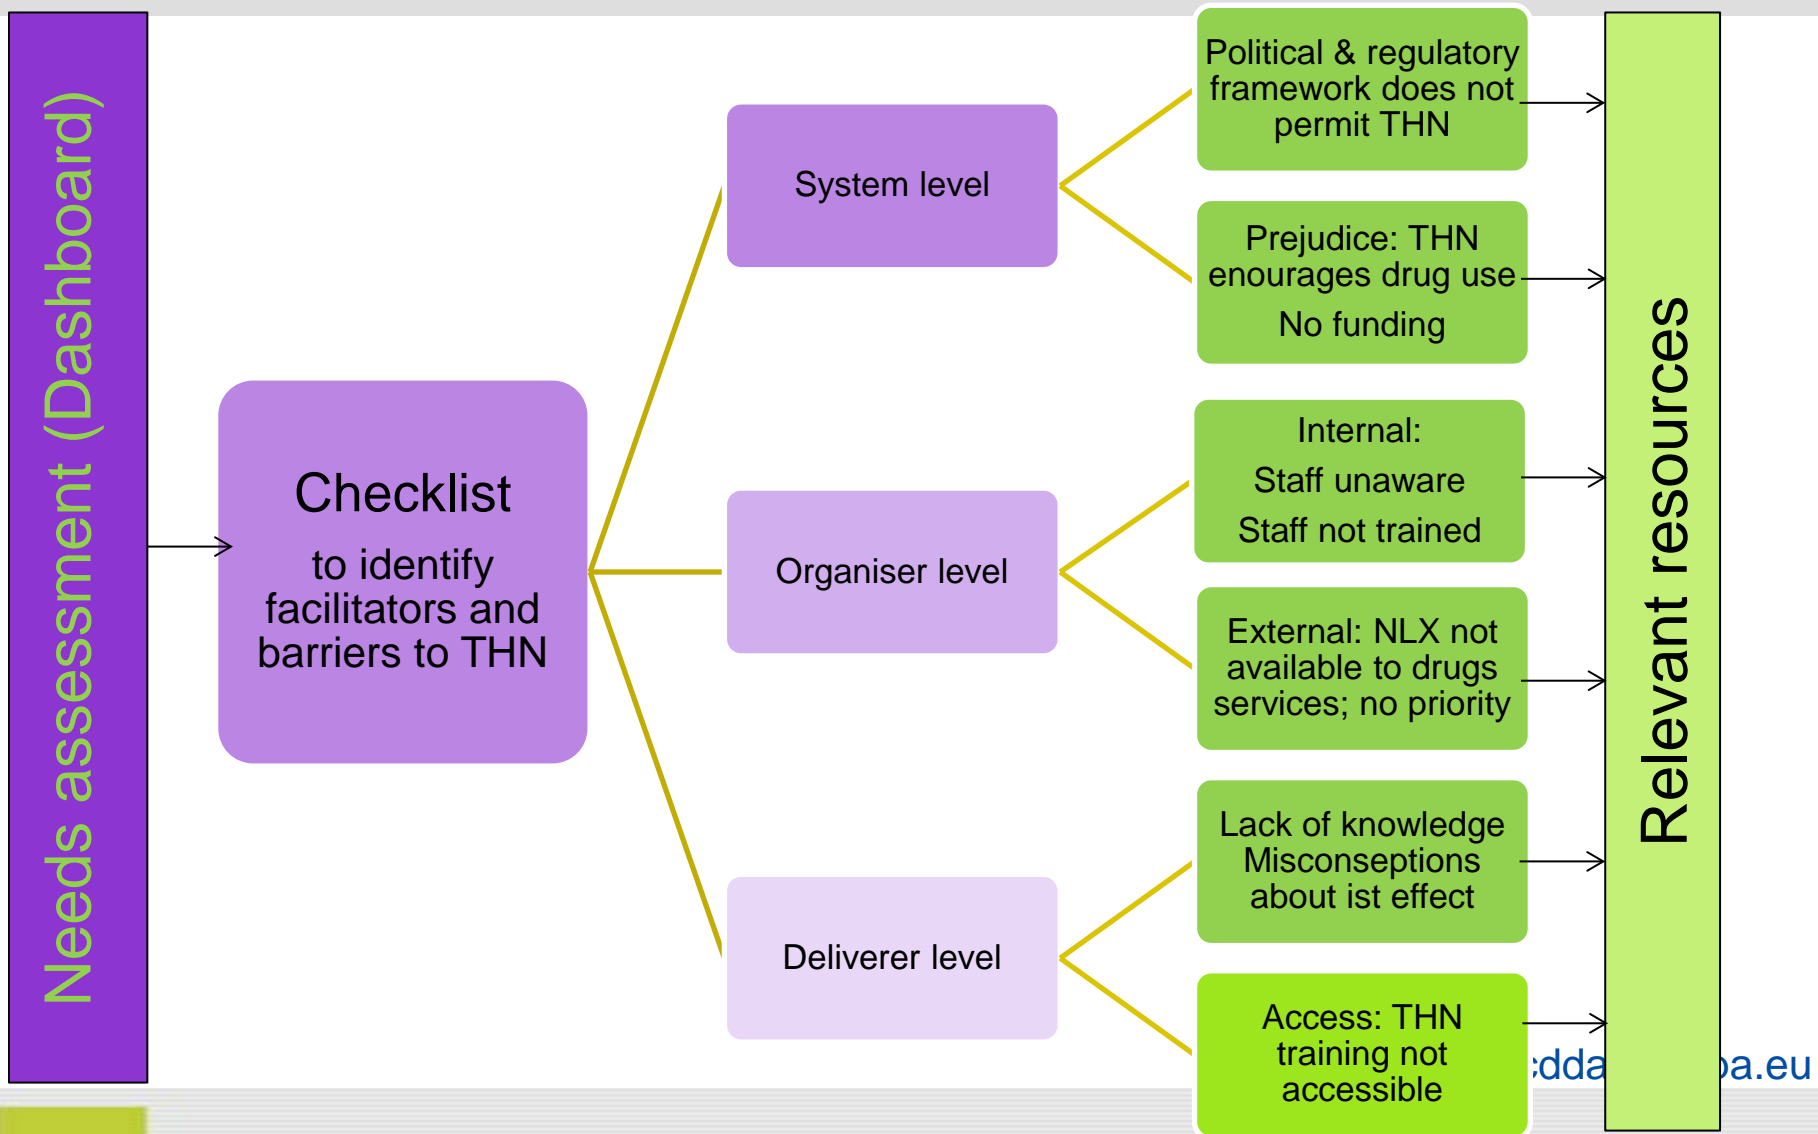 Needs assessment (Dashboard)
Checklist
to identify
facilitators and
barriers to THN
System level
Organiser level
Deliverer level
Political & regulatory
framework does not
permit THN
Prejudice: THN
enourages drug use
No funding
Internal:
Staff unaware
Staff not trained
External: NLX not
available to drugs
services; no priority
Lack of knowledge
Misconseptions
about ist effect
Access: THN
training not
accessible
Relevant resources